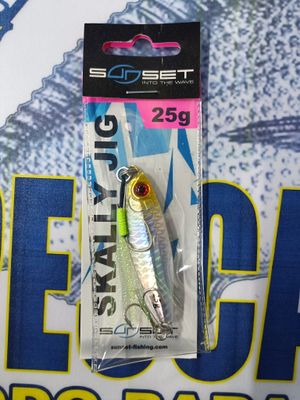 SUNSET
INTO THE WAVE
25g
SKALLY JIG
SUNSET
INTO THE WAVE
sunset-fishing.com